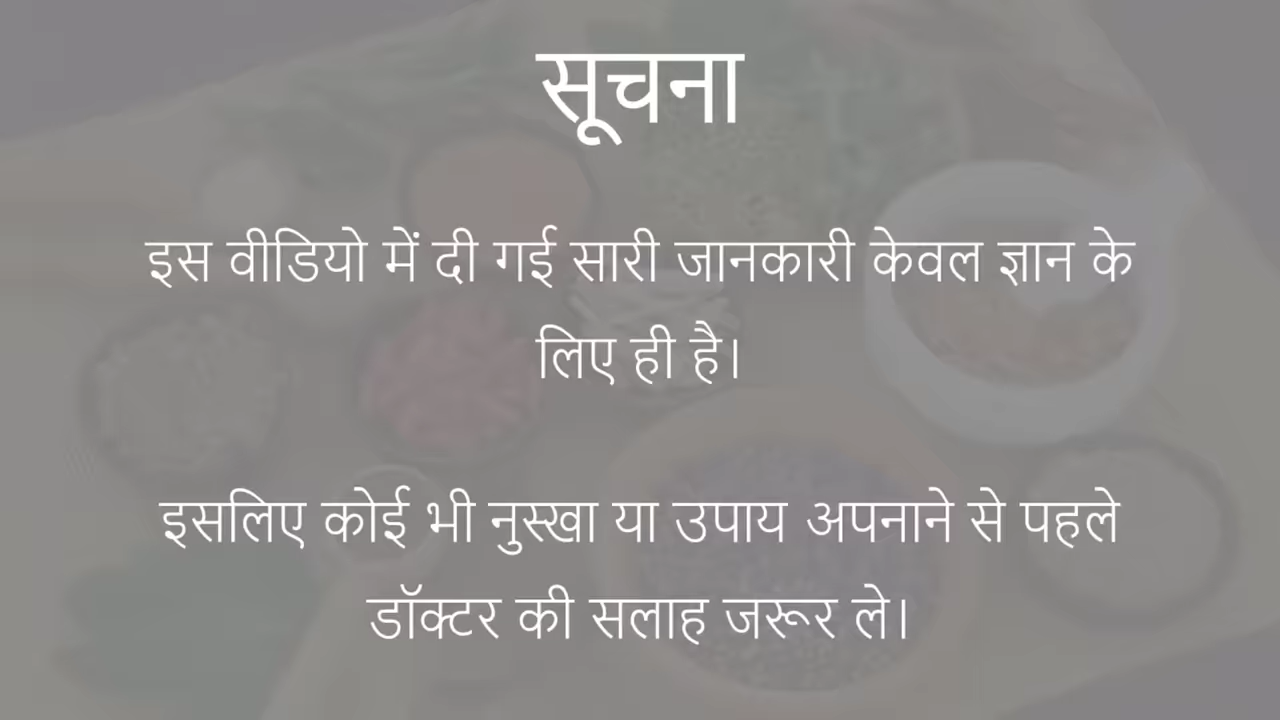 सूचना
इस वीडियो में दी गई सारी जानकारी केवल ज्ञान के
लिए ही है।
इसलिए कोई भी नुस्खा या उपाय अपनाने से पहले
डॉक्टर की सलाह जरूर ले।